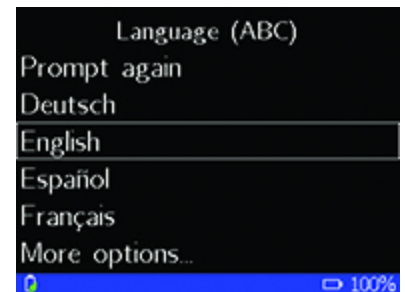 Language (ABC)
Prompt again
Deutsch
English
Español
Français
More options...
100%